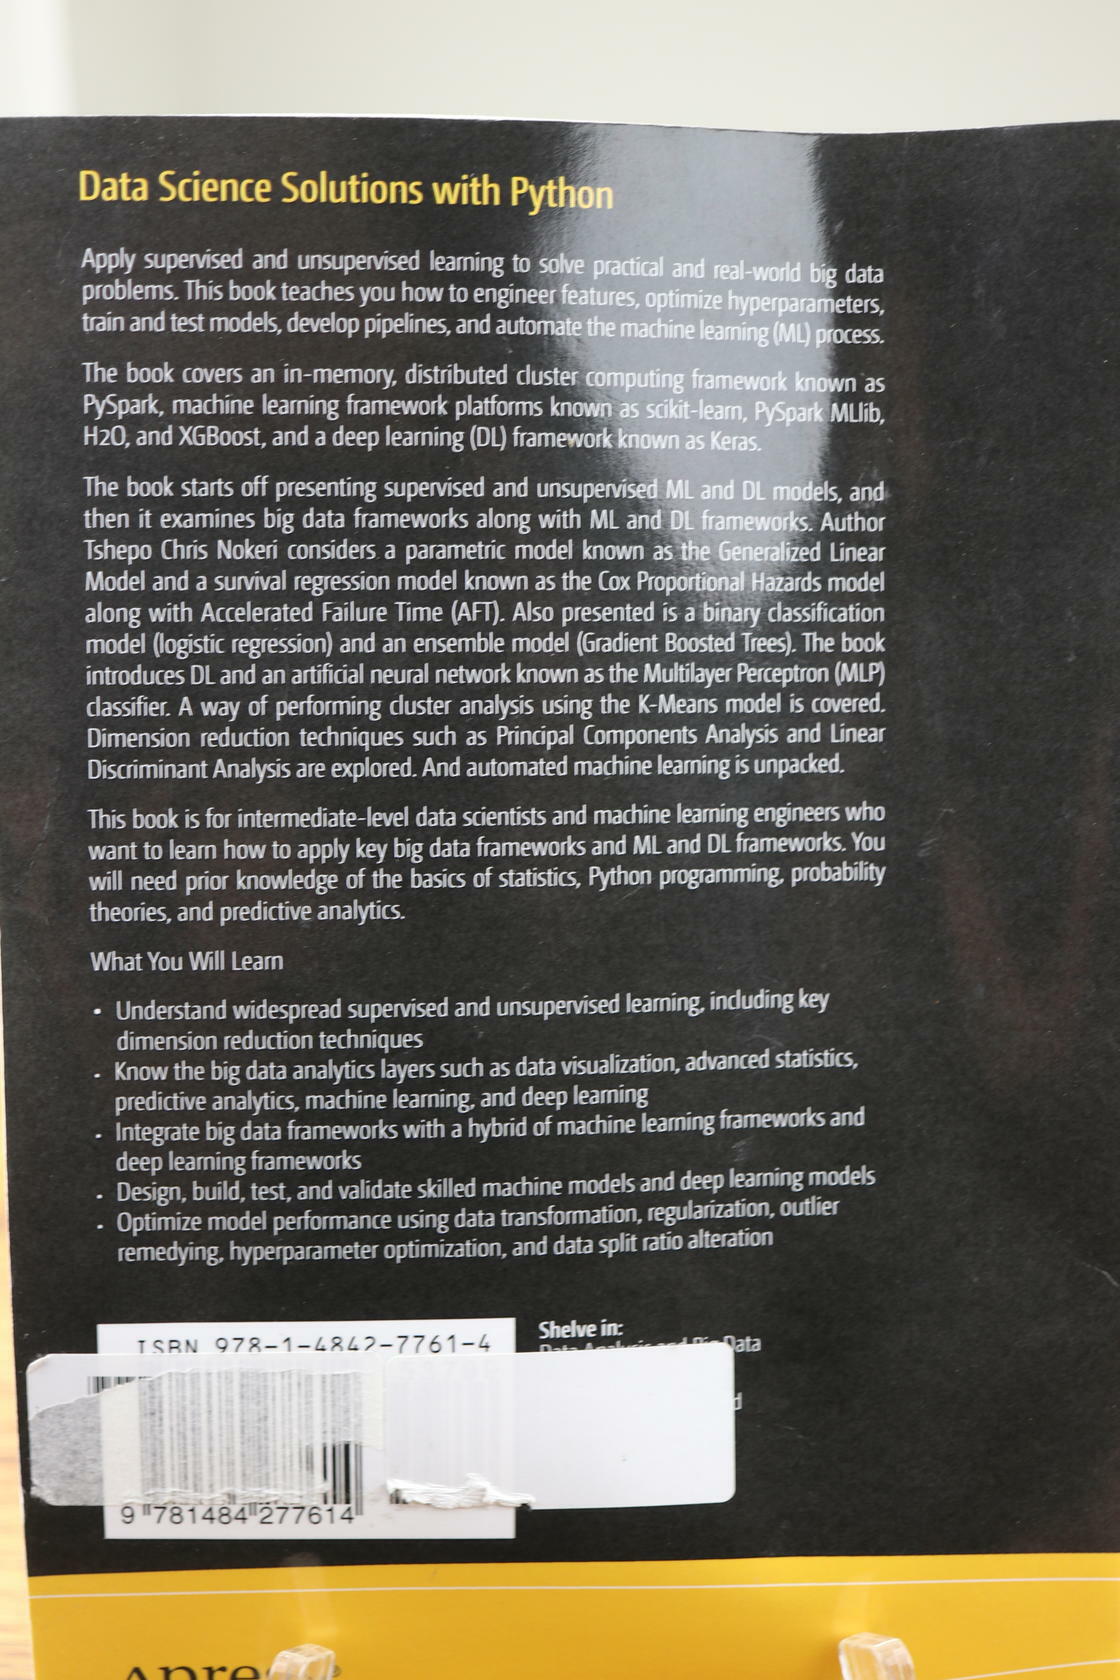 Data Science Solutions with Python
Apply supervised and unsupervised learning to solve practical and real-world big data
problems. This book teaches you how to engineer features, optimize hyperparameters,
train and test models, develop pipelines, and automate the machine learning (ML) process.
The book covers an in-memory, distributed cluster computing framework known as
PySpark, machine learning framework platforms known as scikit-learn, PySpark MLlib,
H2O, and XGBoost, and a deep learning (DL) framework known as Keras.
The book starts off presenting supervised and unsupervised ML and DL models, and
then it examines big data frameworks along with ML and DL frameworks. Author
Tshepo Chris Nokeri considers a parametric model known as the Generalized Linear
Model and a survival regression model known as the Cox Proportional Hazards model
along with Accelerated Failure Time (AFT). Also presented is a binary classification
model (logistic regression) and an ensemble model (Gradient Boosted Trees). The book
introduces DL and an artificial neural network known as the Multilayer Perceptron (MLP)
classifier. A way of performing cluster analysis using the K-Means model is covered.
Dimension reduction techniques such as Principal Components Analysis and Linear
Discriminant Analysis are explored. And automated machine learning is unpacked.
This book is for intermediate-level data scientists and machine learning engineers who
want to learn how to apply key big data frameworks and ML and DL frameworks. You
will need prior knowledge of the basics of statistics, Python programming, probability
theories, and predictive analytics.
What You Will Learn
• Understand widespread supervised and unsupervised learning, including key
dimension reduction techniques
• Know the big data analytics layers such as data visualization, advanced statistics,
predictive analytics, machine learning, and deep learning
• Integrate big data frameworks with a hybrid of machine learning frameworks and
deep learning frameworks
• Design, build, test, and validate skilled machine models and deep learning models
• Optimize model performance using data transformation, regularization, outlier
remedying, hyperparameter optimization, and data split ratio alteration
ISBN 978-1-4842-7761-4
9 781484 277614
Shelve in:
Data Analysis and Big Data